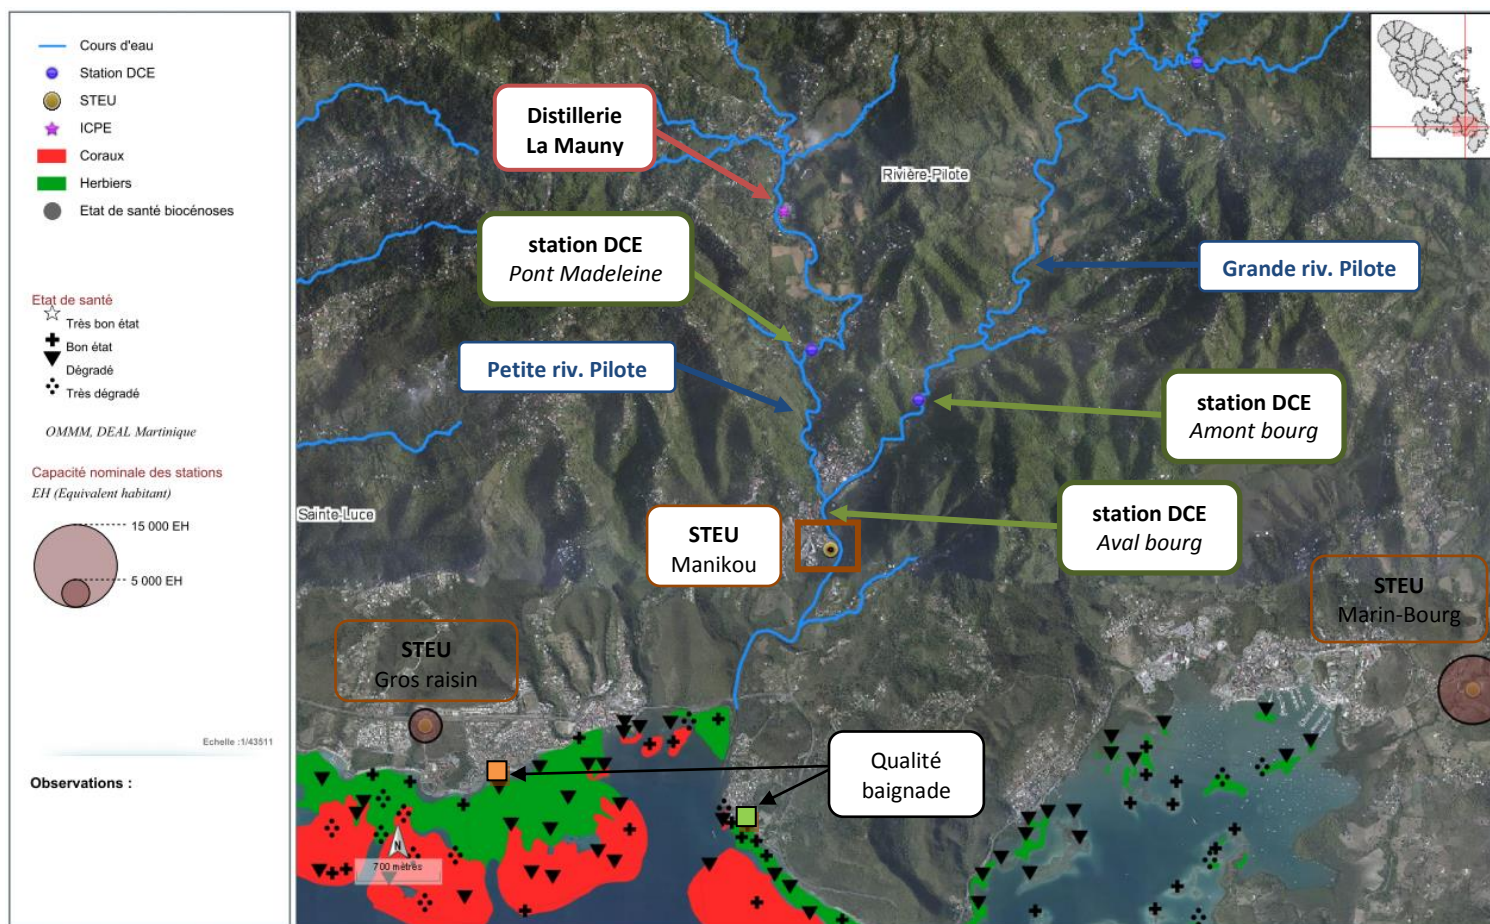 Cours d'eau
Station DCE
STEU
ICPE
Coraux
Herbiers
Etat de santé biocénoses
Etat de santé
Très bon état
Bon état
Dégradé
Très dégradé
OMMM, DEAL Martinique
Capacité nominale des stations
EH (Equivalent habitant)
15 000 EH
5 000 EH
Echelle :1/43511
Observations :
Distillerie
La Mauny
Rivière-Pilote
station DCE
Pont Madeleine
Grande riv. Pilote
Petite riv. Pilote
station DCE
Amont bourg
Sainte-Luce
STEU
Manikou
station DCE
Aval bourg
STEU
Marin-Bourg
STEU
Gros raisin
Qualité
baignade
N
700 mètres